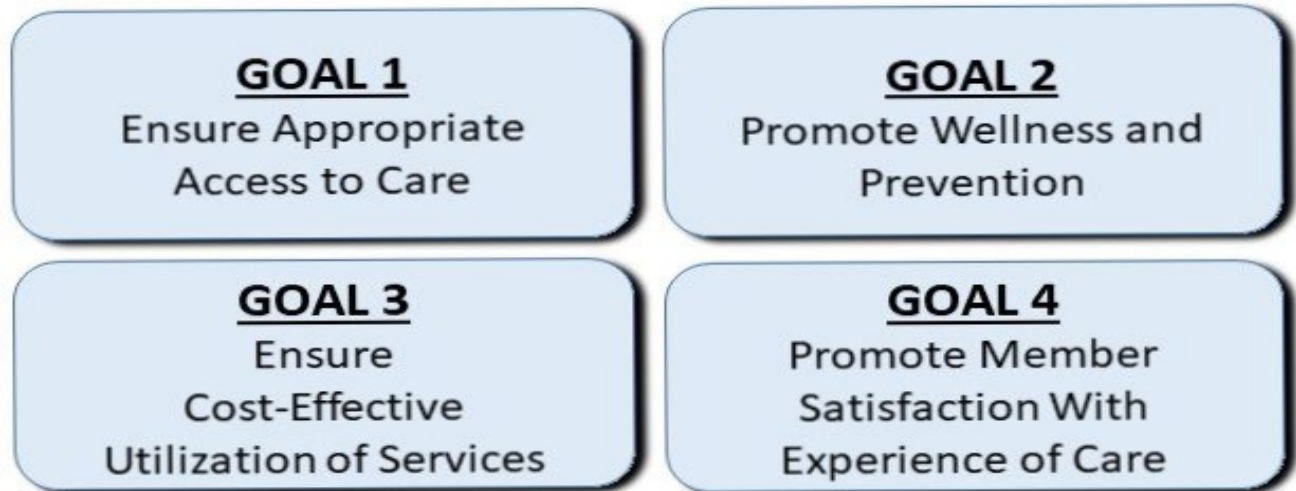 GOAL 1
Ensure Appropriate
Access to Care
GOAL 2
Promote Wellness and
Prevention
GOAL 3
Ensure
Cost-Effective
Utilization of Services
GOAL 4
Promote Member
Satisfaction With
Experience of Care